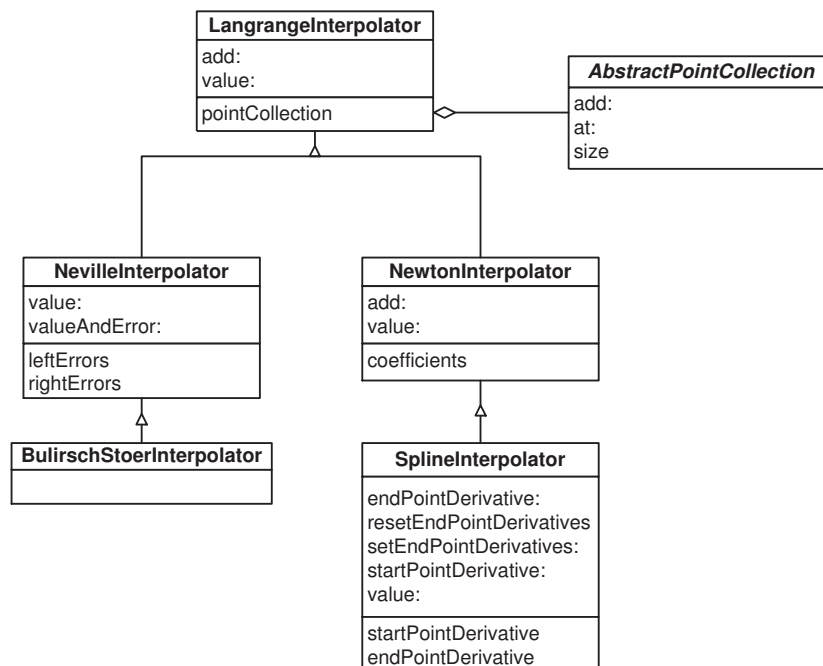 LangrangeInterpolator
add:
value:
pointCollection
AbstractPointCollection
add:
at:
size
NevilleInterpolator
value:
valueAndError:
leftErrors
rightErrors
NewtonInterpolator
add:
value:
coefficients
BulirschStoerInterpolator
SplineInterpolator
endPointDerivative:
resetEndPointDerivatives
setEndPointDerivatives:
startPointDerivative:
value:
startPointDerivative
endPointDerivative